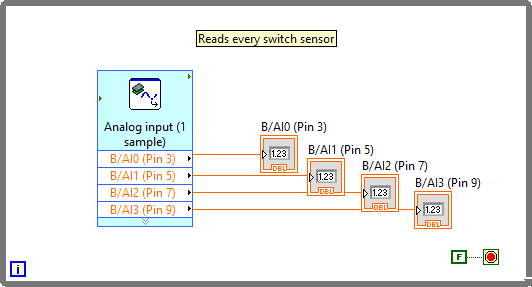 Reads every switch sensor
Analog input (1
sample)
B/AI0 (Pin 3)
B/AI1 (Pin 5)
B/AI2 (Pin 7)
B/AI3 (Pin 9)
B/AI0 (Pin 3)
1.23
DBL
B/AI1 (Pin 5)
1.23
DBL
B/AI2 (Pin 7)
1.23
DBL
B/AI3 (Pin 9)
1.23
DBL
i
F